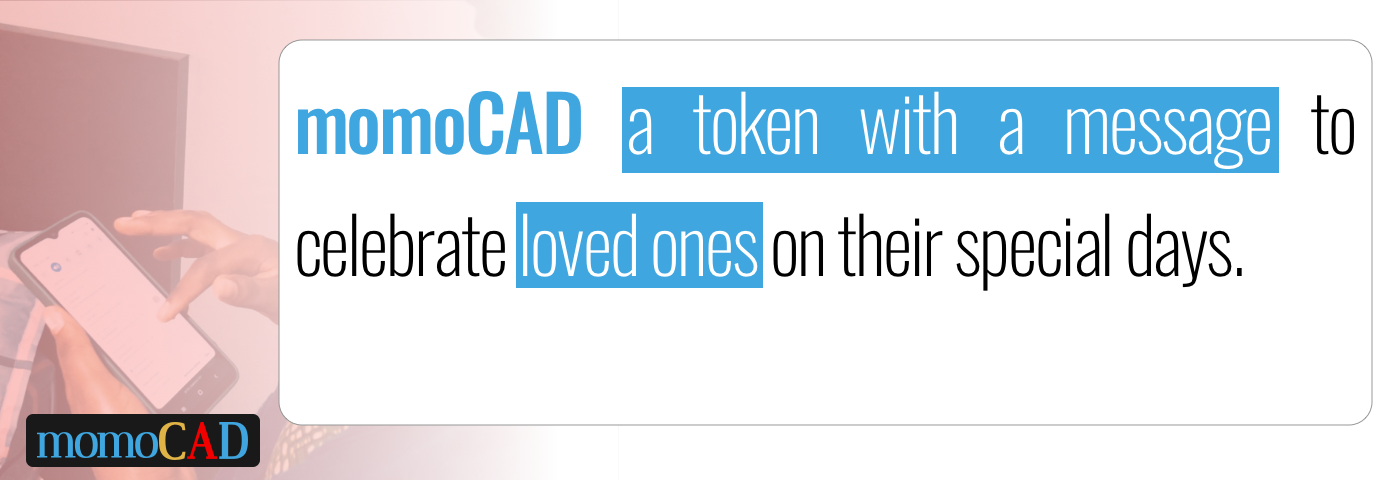 momoCAD a token with a message to
celebrate loved ones on their special days.
momoCAD